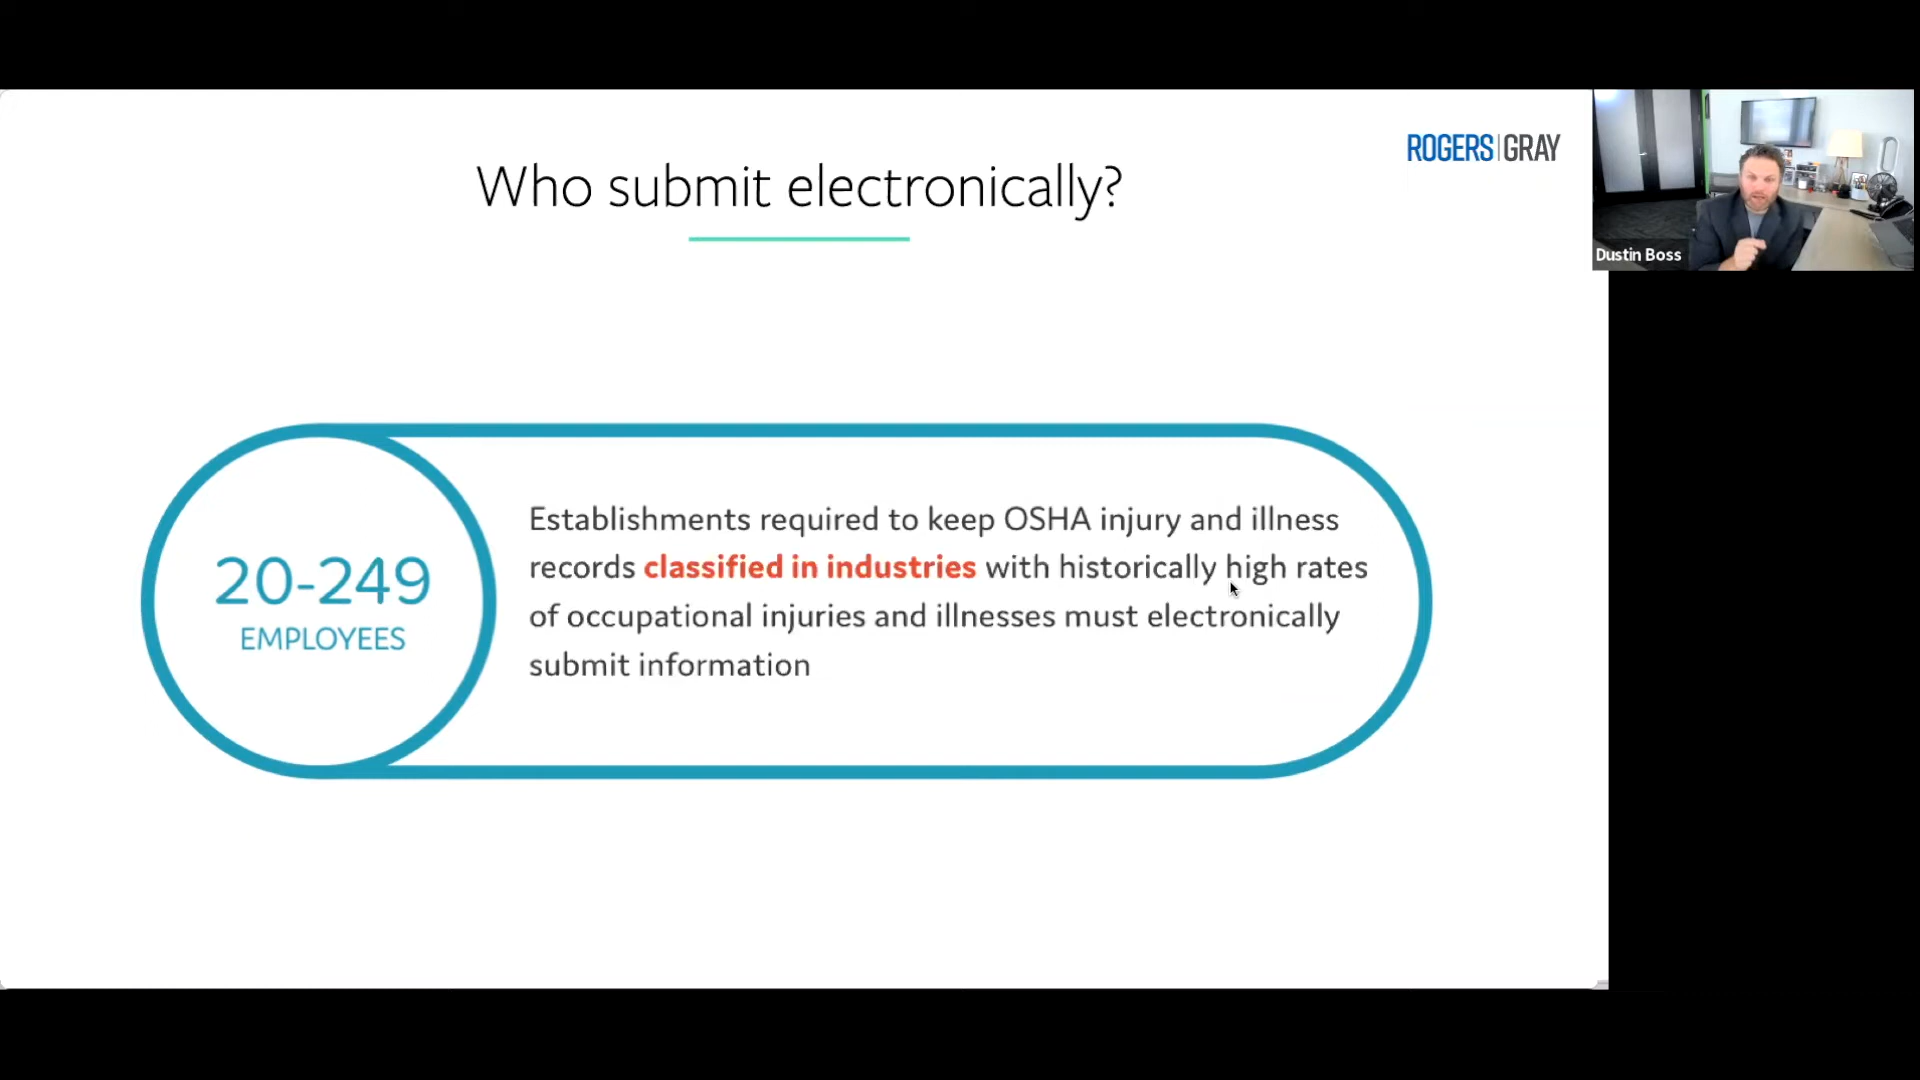 Who submit electronically?
ROGERS|GRAY
Dustin Boss
20-249
EMPLOYEES
Establishments required to keep OSHA injury and illness
records classified in industries with historically high rates
of occupational injuries and illnesses must electronically
submit information